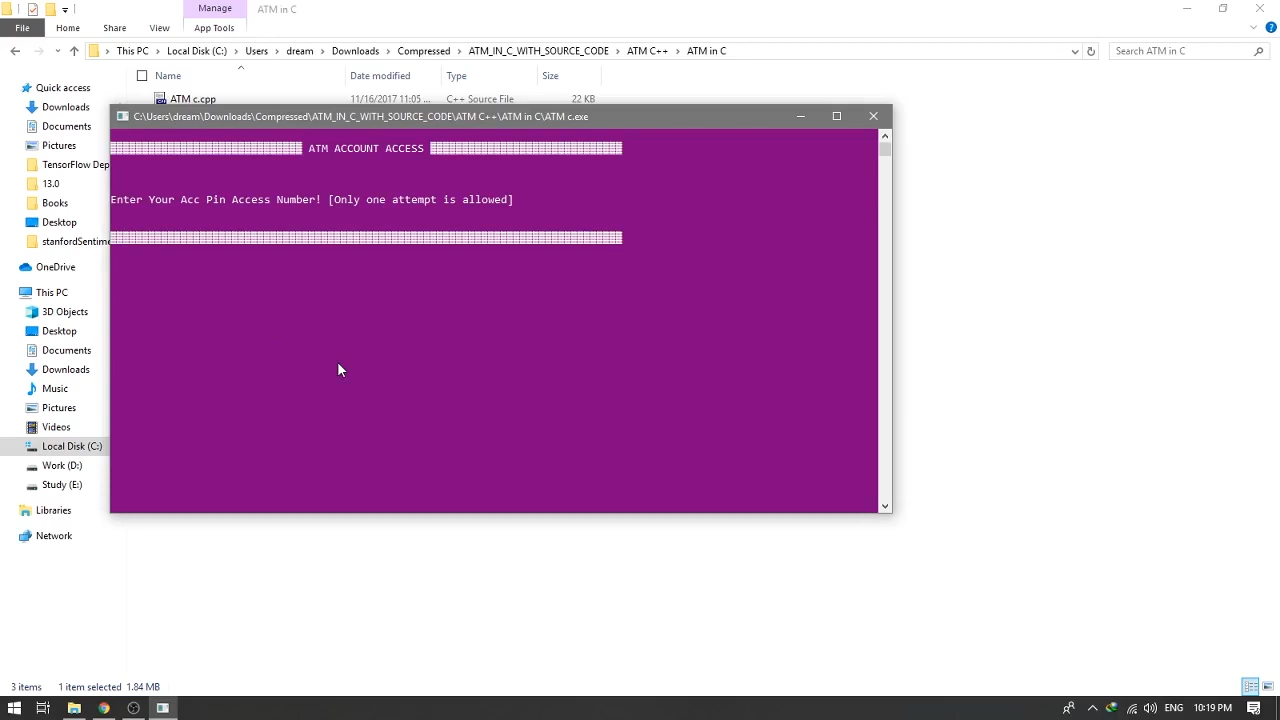 Manage
ATM in C
File
Home
Share
View
App Tools
This PC
Local Disk (C:)
Users
dream
Downloads
Compressed
ATM_IN_C_WITH_SOURCE_CODE
ATM C++
ATM in C
Search ATM in C
Name
Date modified
Type
Size
ATM c.cpp
11/16/2017 11:05 ...
C++ Source File
22 KB
Quick access
Downloads
Documents
Pictures
TensorFlow Dep
13.0
Books
Desktop
stanfordSentime
OneDrive
This PC
3D Objects
Desktop
Documents
Downloads
Music
Pictures
Videos
Local Disk (C:)
Work (D:)
Study (E:)
Libraries
Network
C:\Users\dream\Downloads\Compressed\ATM_IN_C_WITH_SOURCE_CODE\ATM C++\ATM in C\ATM c.exe
ATM ACCOUNT ACCESS
Enter Your Acc Pin Access Number! [Only one attempt is allowed]
3 items
1 item selected 1.84 MB
ENG
10:19 PM